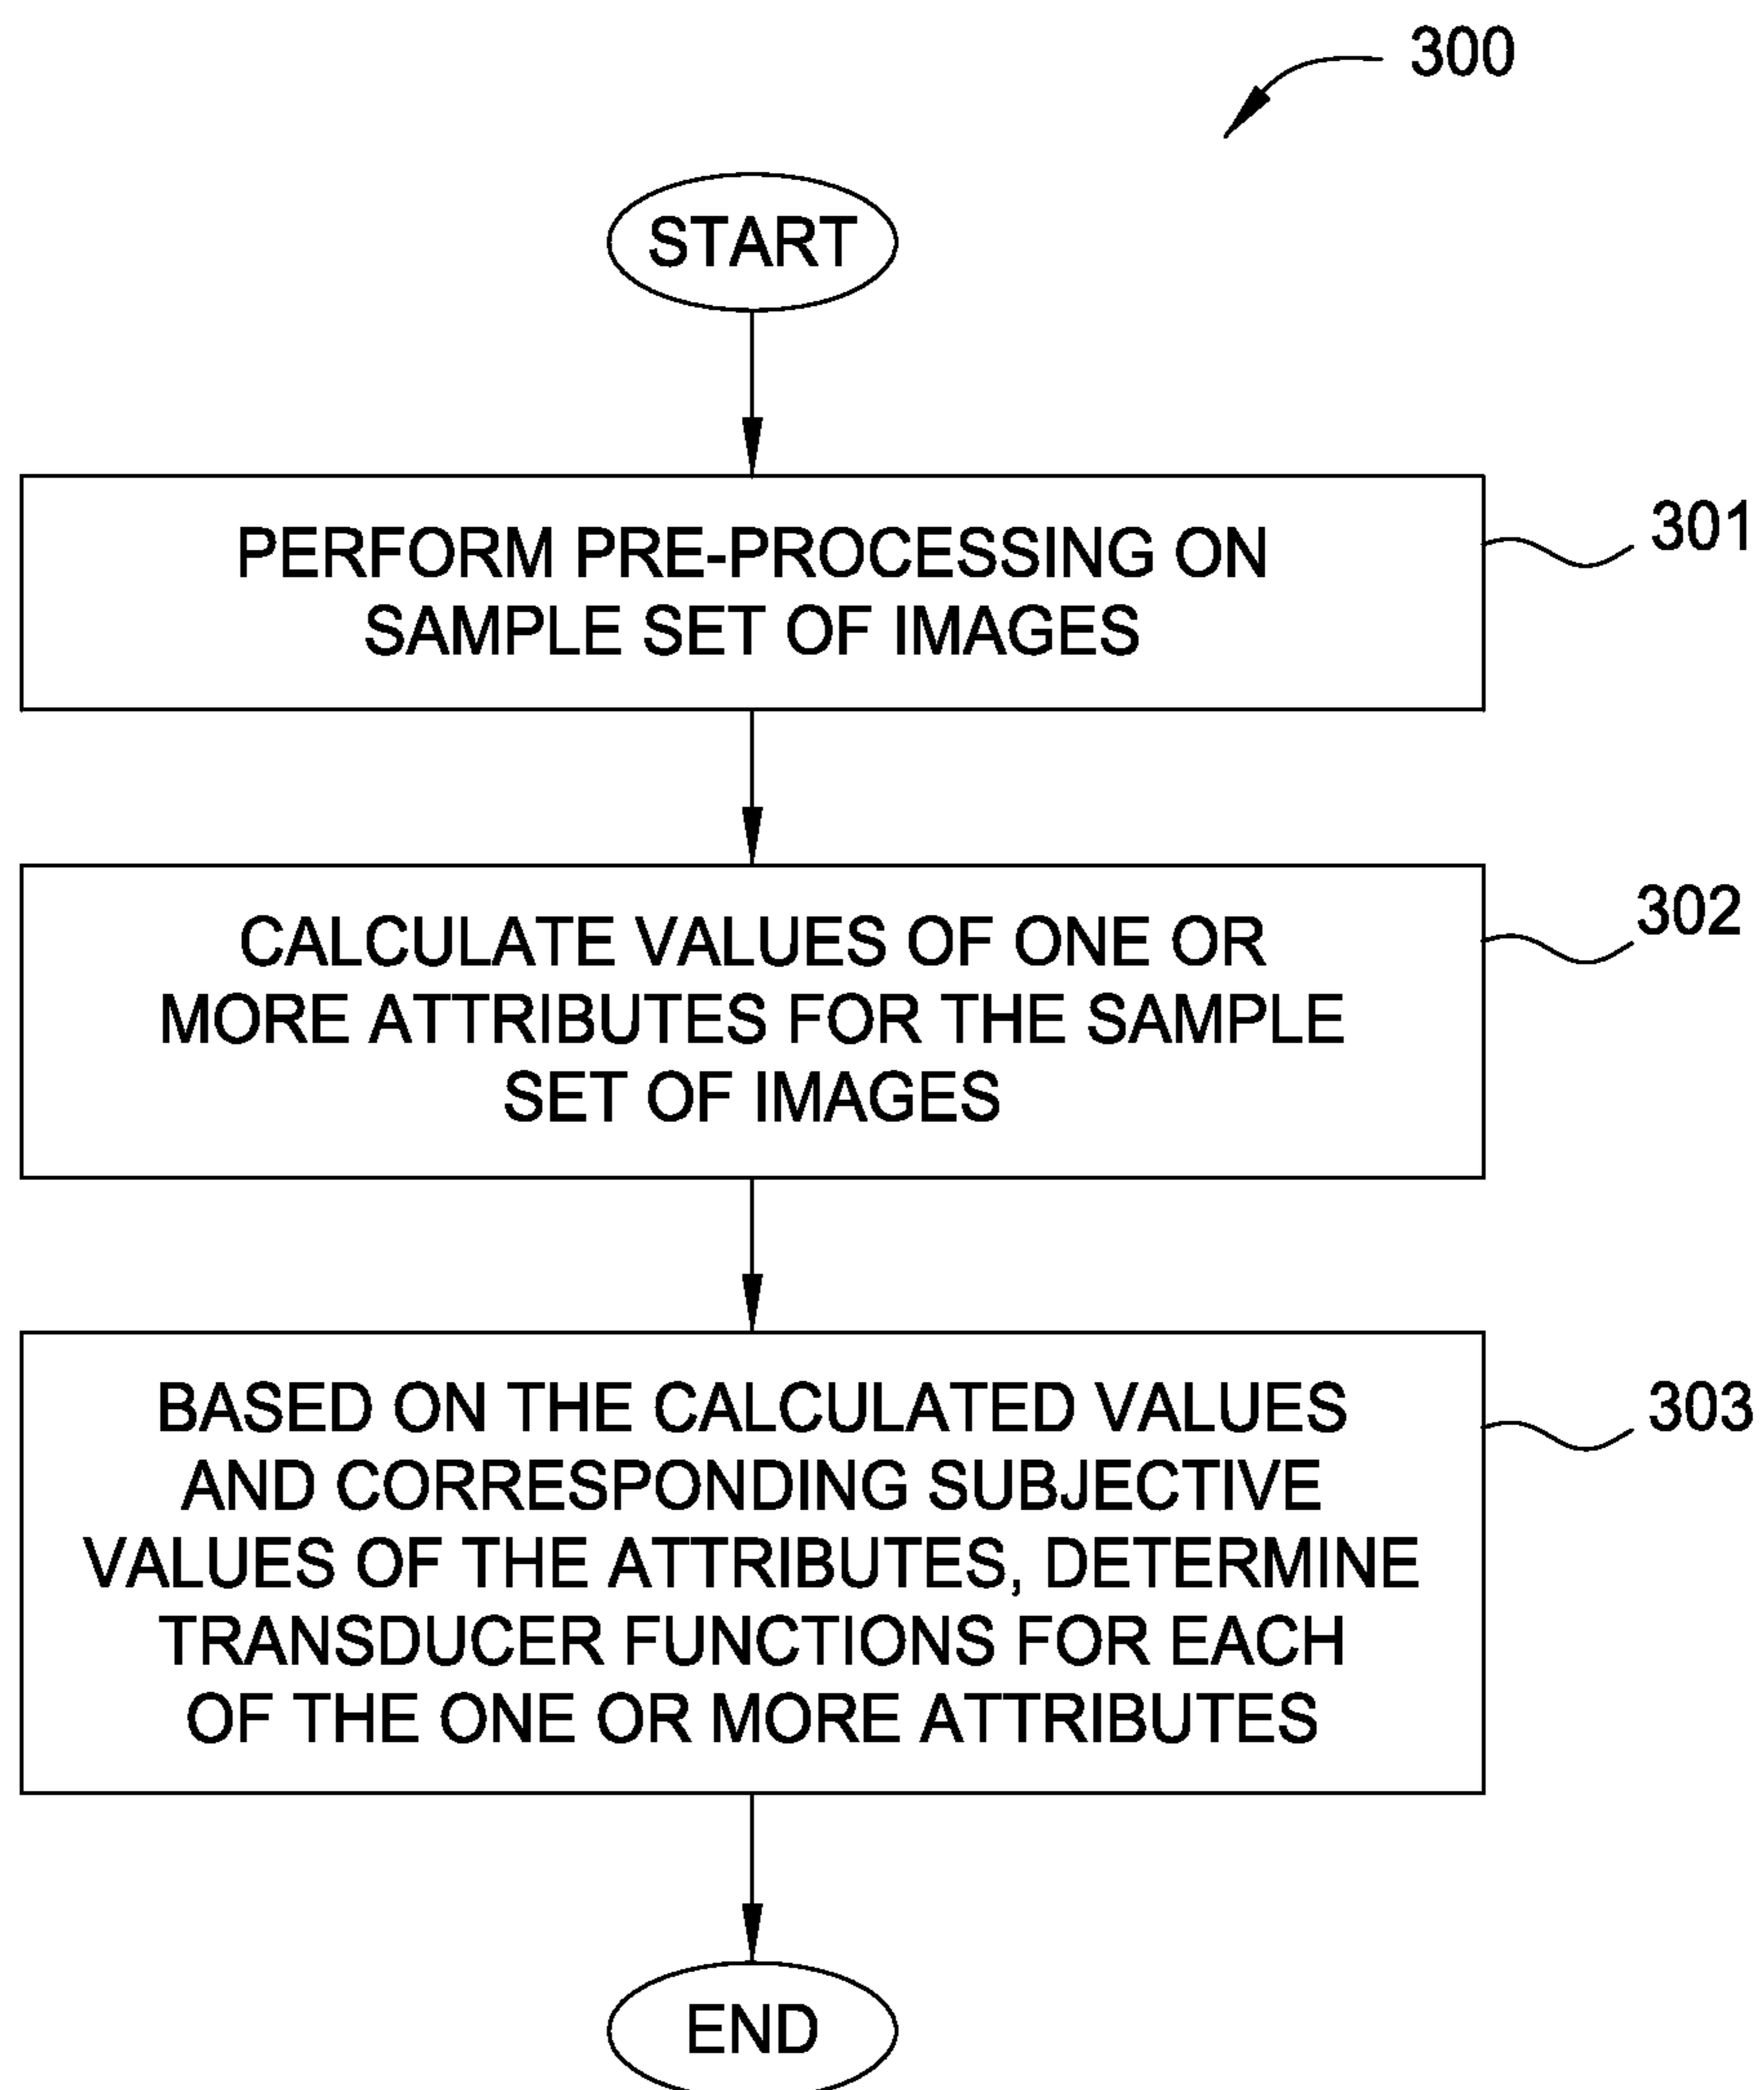 300
START
PERFORM PRE-PROCESSING ON
SAMPLE SET OF IMAGES
301
CALCULATE VALUES OF ONE OR
MORE ATTRIBUTES FOR THE SAMPLE
SET OF IMAGES
302
BASED ON THE CALCULATED VALUES
AND CORRESPONDING SUBJECTIVE
VALUES OF THE ATTRIBUTES, DETERMINE
TRANSDUCER FUNCTIONS FOR EACH
OF THE ONE OR MORE ATTRIBUTES
303
END